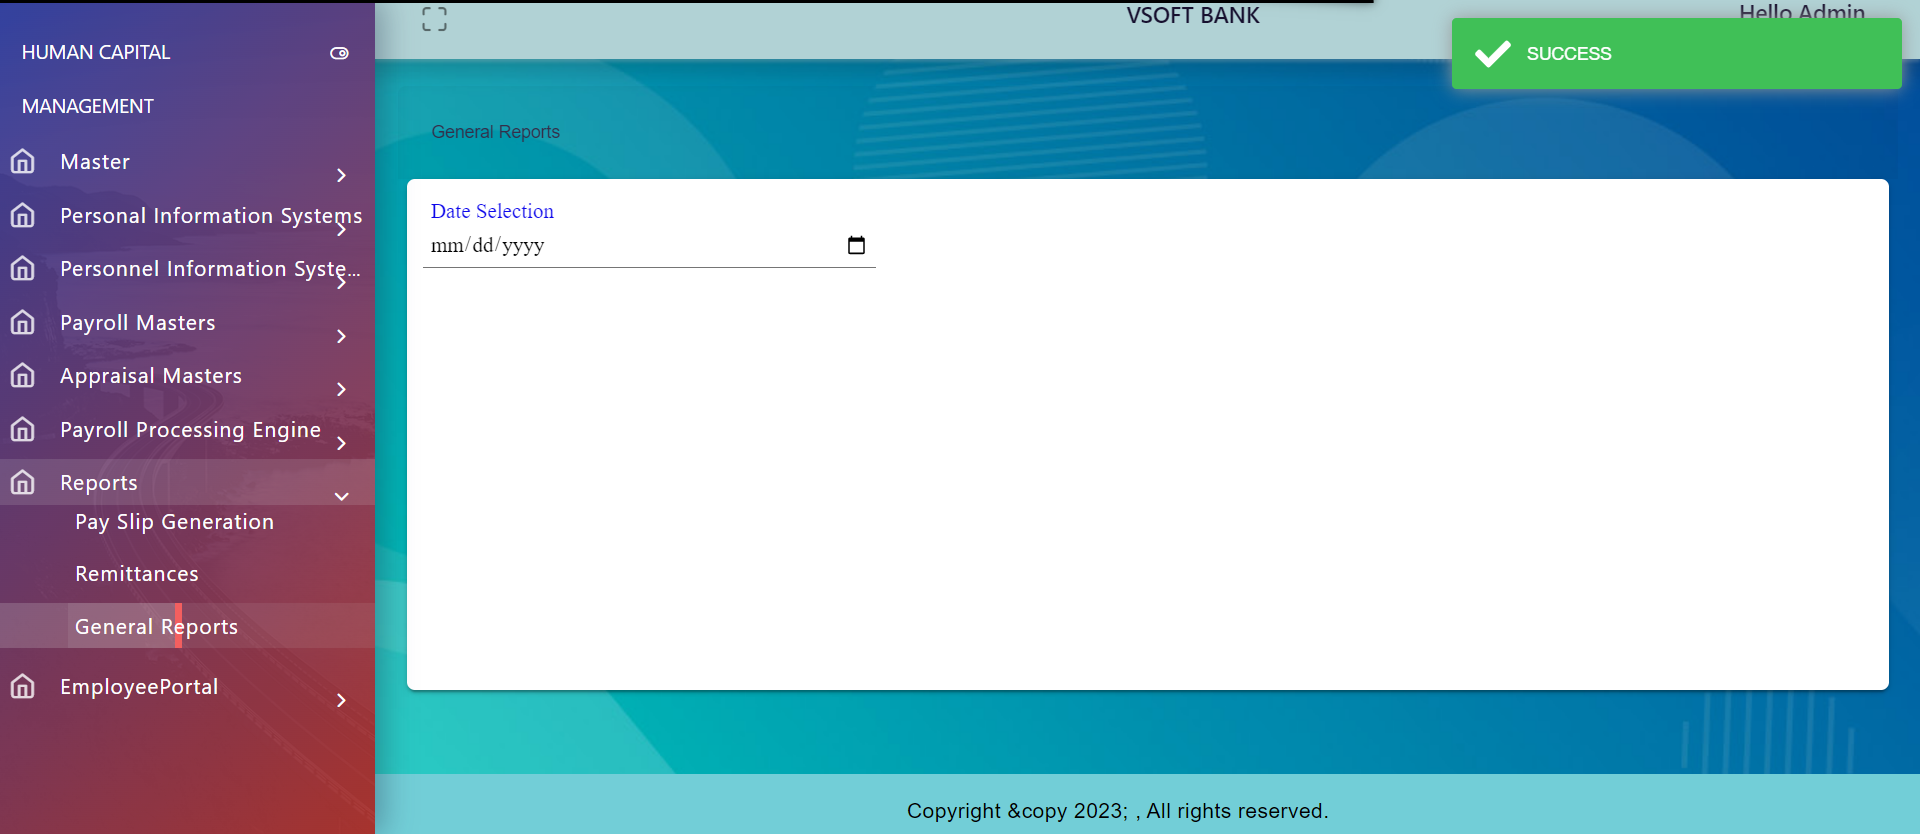 HUMAN CAPITAL
MANAGEMENT
Master
Personal Information Systems
Personnel Information Syste...
Payroll Masters
Appraisal Masters
Payroll Processing Engine
Reports
Pay Slip Generation
Remittances
General Reports
EmployeePortal
VSOFT BANK
Hello Admin
SUCCESS
General Reports
Date Selection
mm/dd/yyyy
Copyright &copy 2023; , All rights reserved.